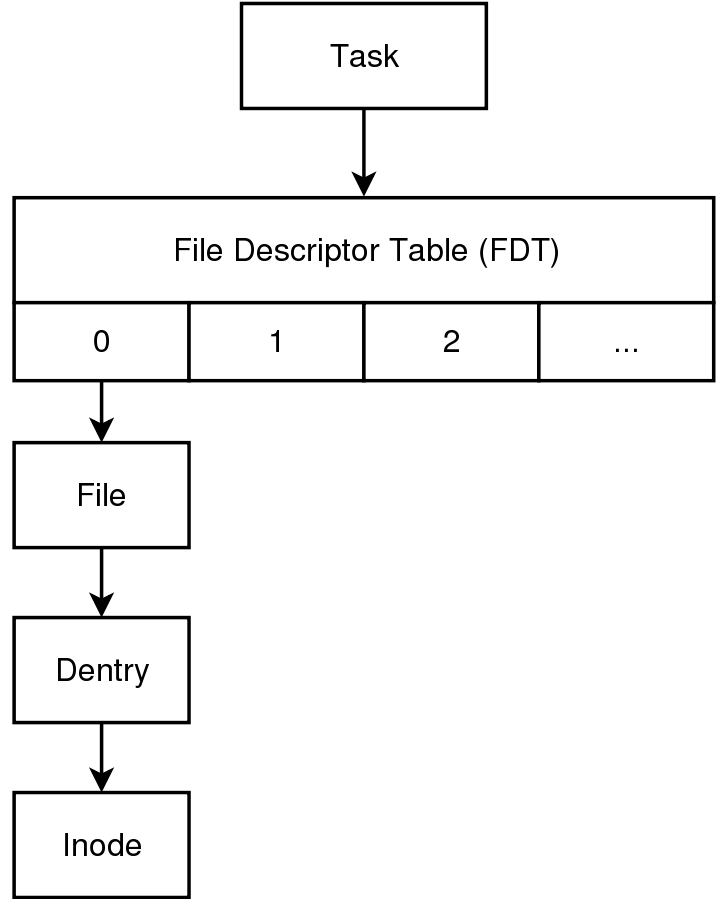 Task
File Descriptor Table (FDT)
0 1 2 ...
File
Dentry
Inode